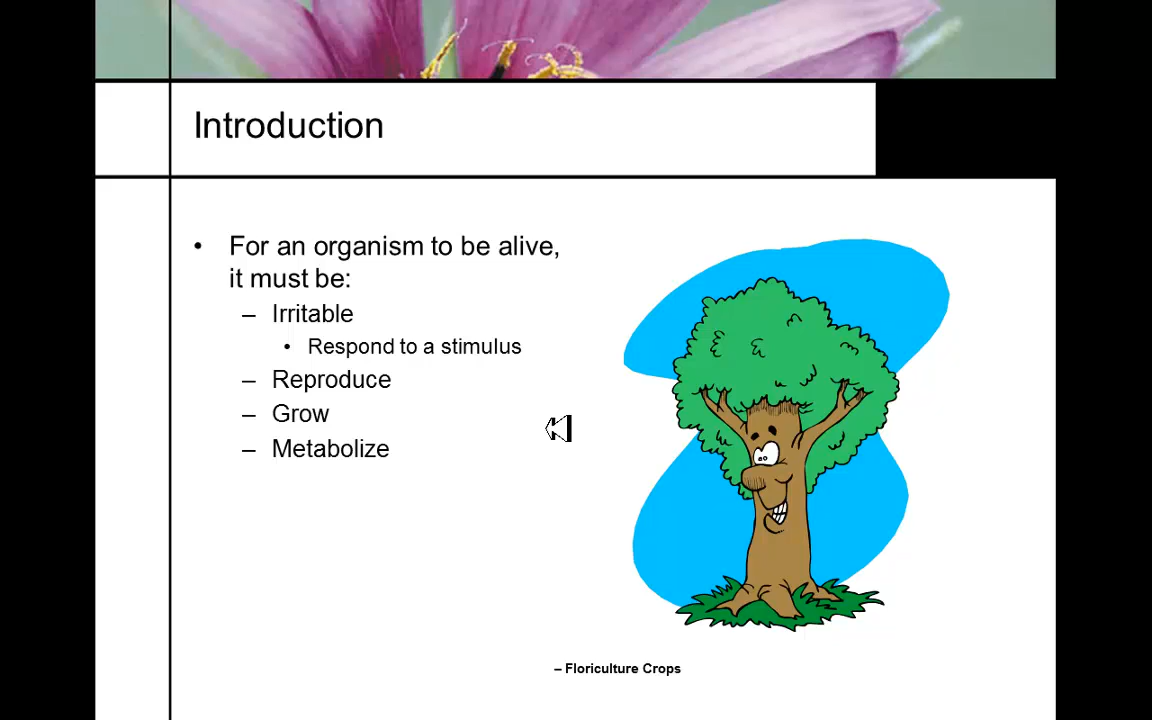 Introduction
• For an organism to be alive,
it must be:
– Irritable
• Respond to a stimulus
– Reproduce
– Grow
– Metabolize
– Floriculture Crops